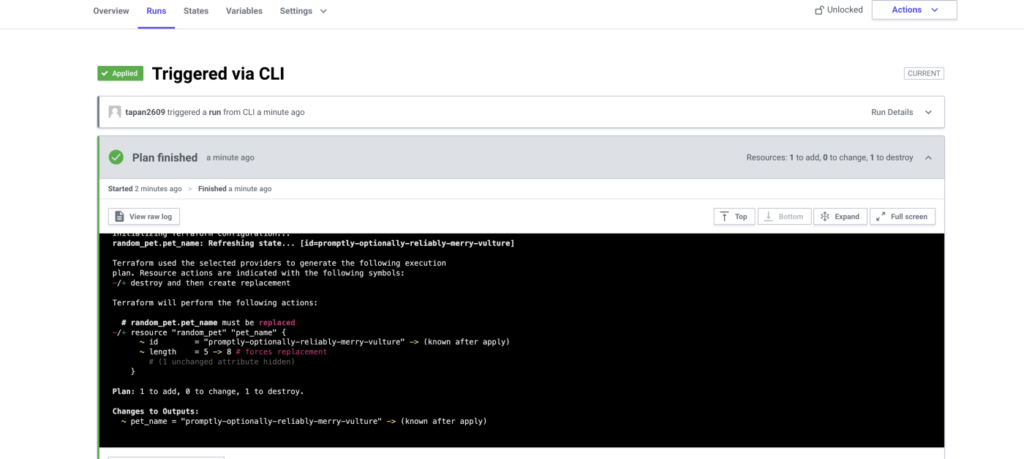 Overview Runs States Variables Settings Unlocked Actions
Applied Triggered via CLI CURRENT
tapan2609 triggered a run from CLI a minute ago Run Details
Plan finished a minute ago Resources: 1 to add, 0 to change, 1 to destroy
Started 2 minutes ago > Finished a minute ago
View raw log Top Bottom Expand Full screen
Initializing Terraform configuration...
random_pet.pet_name: Refreshing state... [id=promptly-optionally-reliably-merry-vulture]
Terraform used the selected providers to generate the following execution
plan. Resource actions are indicated with the following symbols:
-/+ destroy and then create replacement
Terraform will perform the following actions:
# random_pet.pet_name must be replaced
-/+ resource "random_pet" "pet_name" {
~ id = "promptly-optionally-reliably-merry-vulture" -> (known after apply)
~ length = 5 -> 8 # forces replacement
# (1 unchanged attribute hidden)
}
Plan: 1 to add, 0 to change, 1 to destroy.
Changes to Outputs:
~ pet_name = "promptly-optionally-reliably-merry-vulture" -> (known after apply)